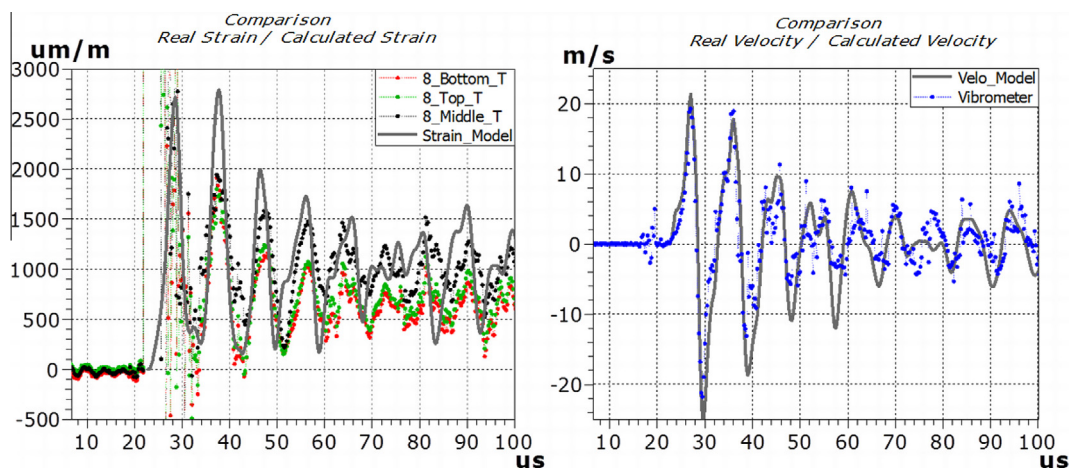 Comparison
Real Strain / Calculated Strain
um/m
3000
2500
2000
1500
1000
500
0
-500
10 20 30 40 50 60 70 80 90 100
us
8_Bottom_T
8_Top_T
8_Middle_T
Strain_Model
Comparison
Real Velocity / Calculated Velocity
m/s
20
10
0
-10
-20
10 20 30 40 50 60 70 80 90 100
us
Velo_Model
Vibrometer